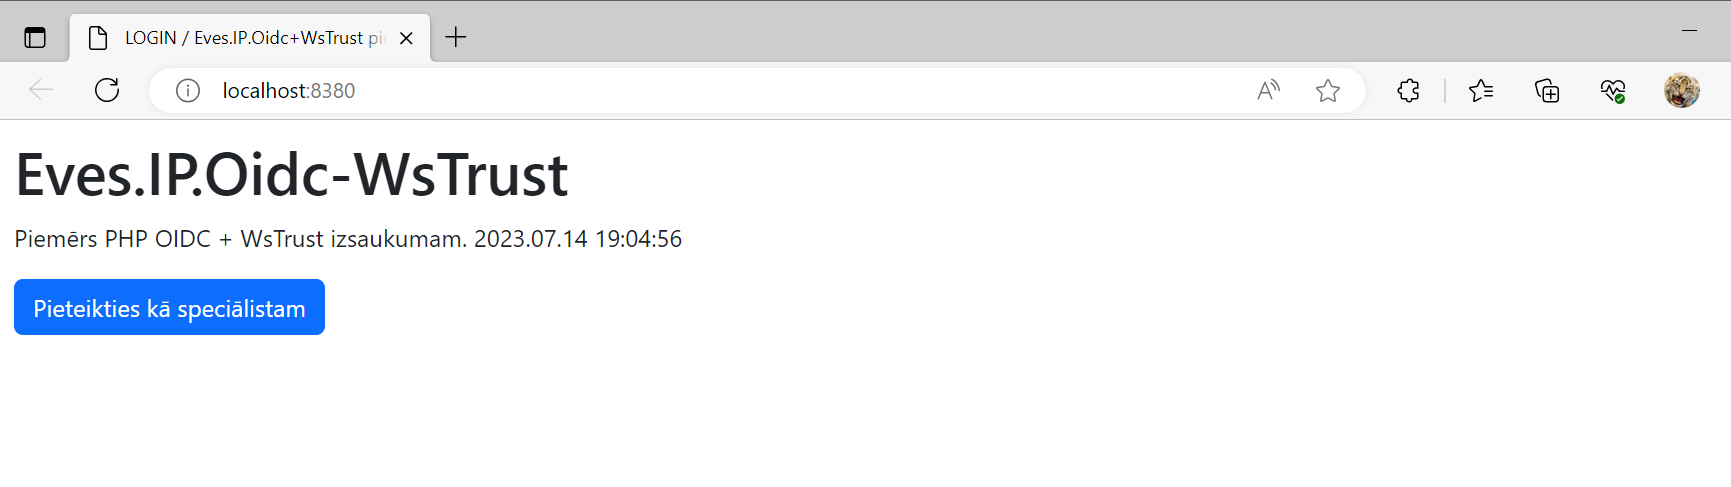 LOGIN / Eves.IP.Oidc+WsTrust pie
localhost:8380
Eves.IP.Oidc-WsTrust
Piemērs PHP OIDC + WsTrust izsaukumam. 2023.07.14 19:04:56
Pieteikties kā speciālistam